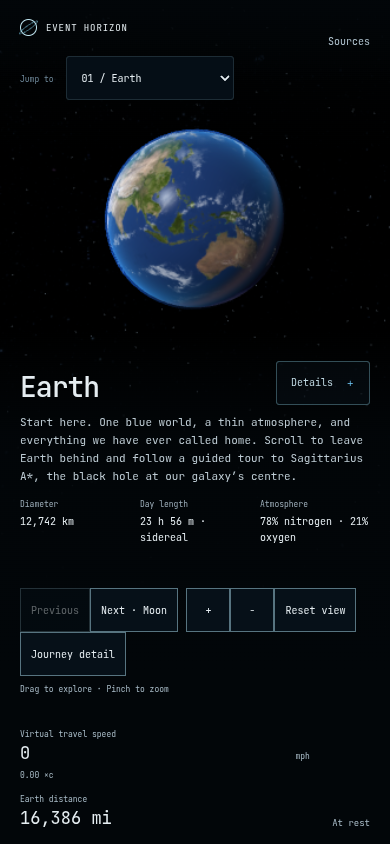 EVENT HORIZON
Sources
Jump to
01 / Earth
Earth
Details +
Start here. One blue world, a thin atmosphere, and
everything we have ever called home. Scroll to leave
Earth behind and follow a guided tour to Sagittarius
A*, the black hole at our galaxy’s centre.
Diameter
12,742 km
Day length
23 h 56 m ·
sidereal
Atmosphere
78% nitrogen · 21%
oxygen
Previous
Next · Moon
+
-
Reset view
Journey detail
Drag to explore · Pinch to zoom
Virtual travel speed
0
mph
0.00 ×c
Earth distance
16,386 mi
At rest